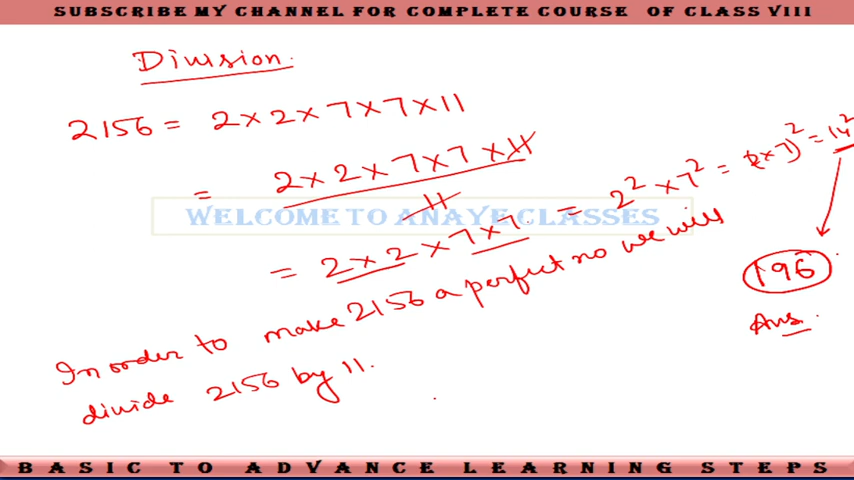 SUBSCRIBE MY CHANNEL FOR COMPLETE COURSE OF CLASS VIII
Division
2156 = 2 × 2 × 7 × 7 × 11
= 2 × 2 × 7 × 7 × 11 / 11
WELCOME TO ANAYE CLASSES
= 2 × 2 × 7 × 7 = 2² × 7² = (2 × 7)² = 14²
196
Ans.
In order to make 2156 a perfect no we will
divide 2156 by 11.
BASIC TO ADVANCE LEARNING STEPS